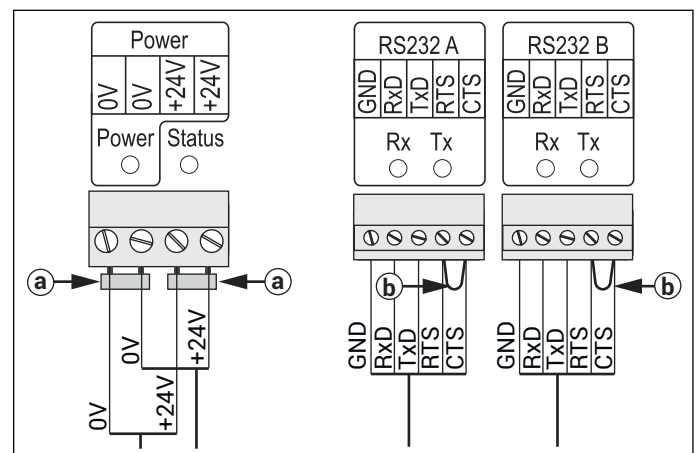 Power
0V 0V +24V +24V
Power Status
a a
0V +24V
0V +24V
RS232 A
GND RxD TxD RTS CTS
Rx Tx
b
GND RxD TxD RTS CTS
RS232 B
GND RxD TxD RTS CTS
Rx Tx
b
GND RxD TxD RTS CTS